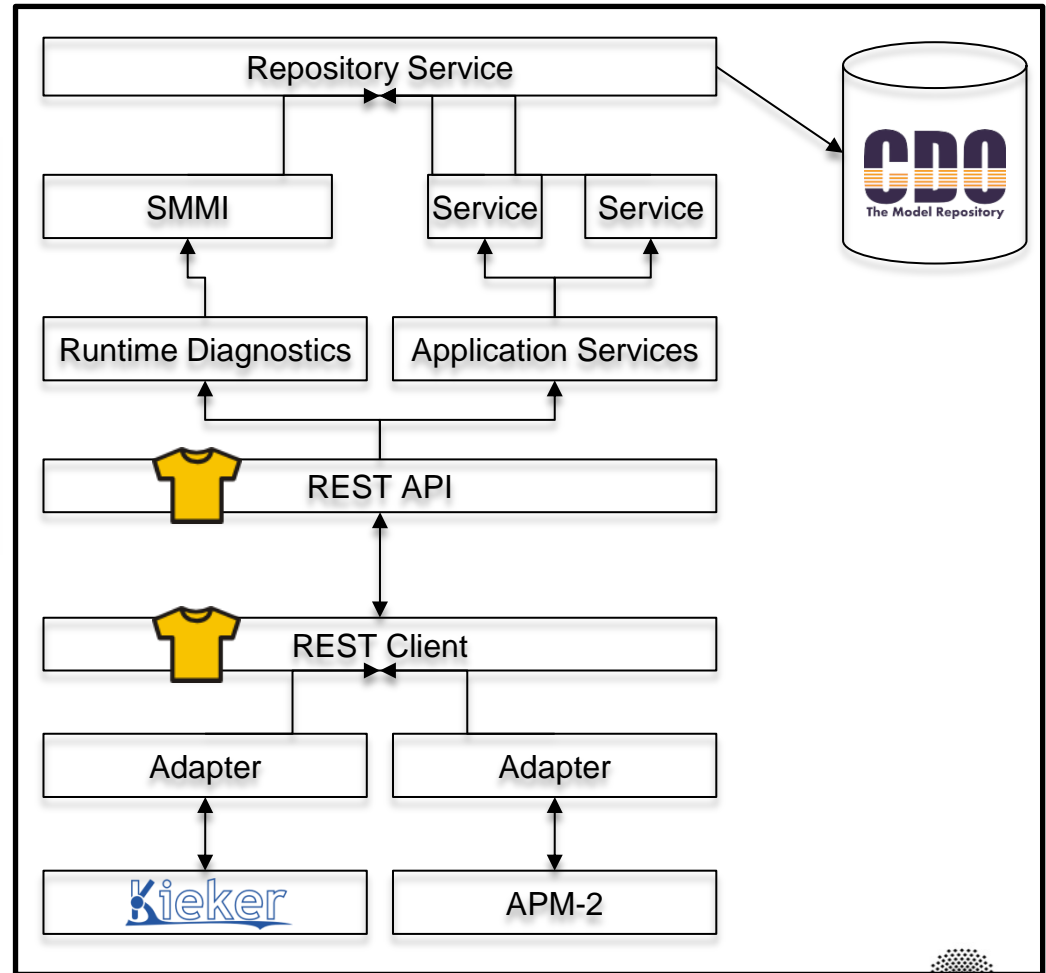 Repository Service
CDO
The Model Repository
SMMI
Service
Service
Runtime Diagnostics
Application Services
REST API
REST Client
Adapter
Adapter
Kieker
APM-2